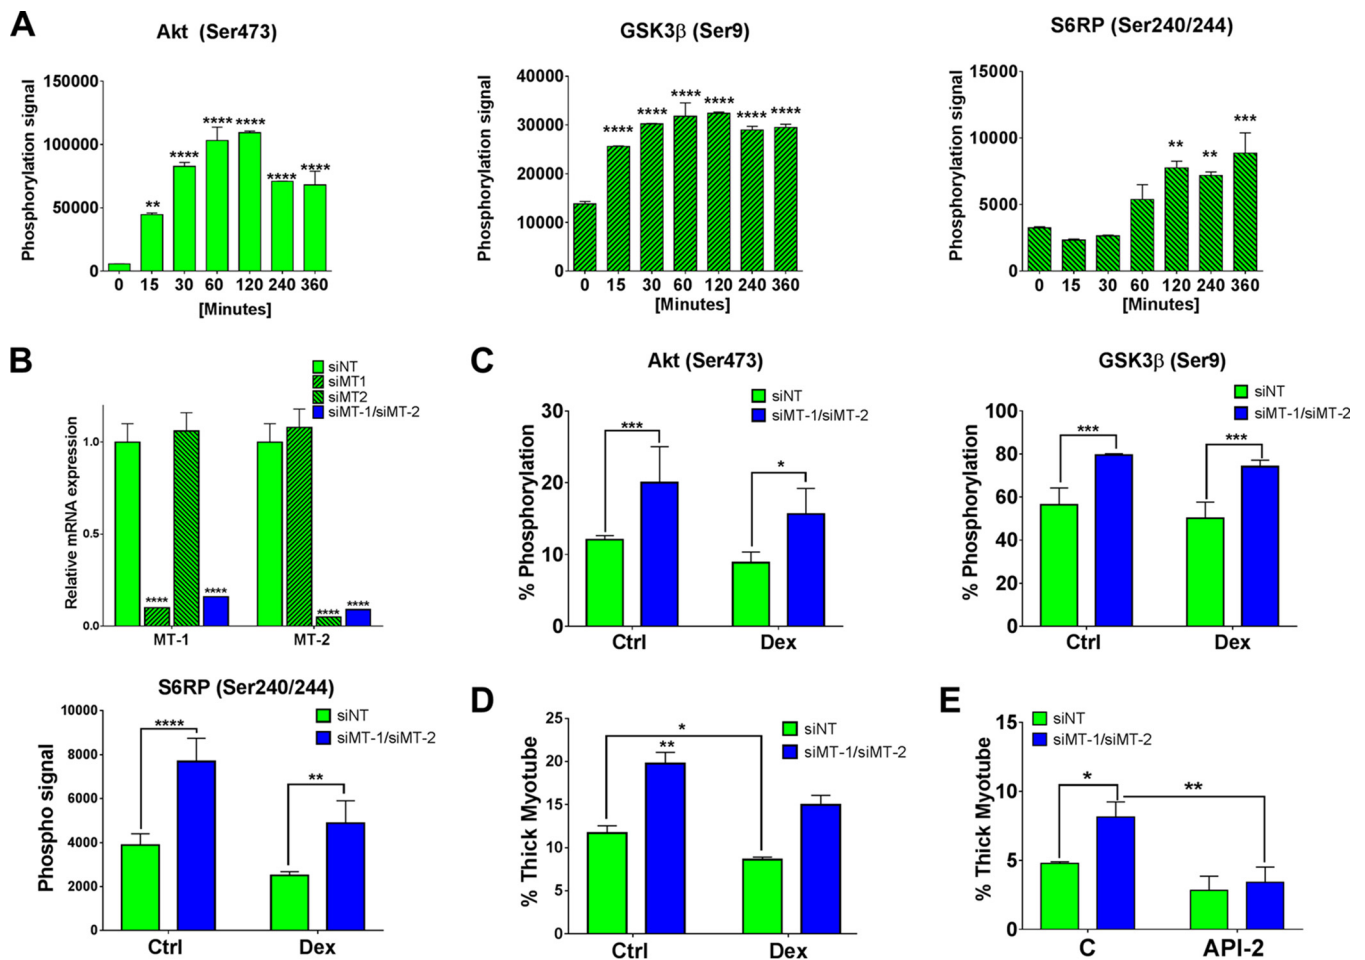 A
Akt (Ser473)
Phosphorylation signal
150000
100000
50000
0
**
****
****
****
****
****
0 15 30 60 120 240 360
[Minutes]
GSK3β (Ser9)
Phosphorylation signal
40000
30000
20000
10000
0
****
****
****
****
****
****
0 15 30 60 120 240 360
[Minutes]
S6RP (Ser240/244)
Phosphorylation signal
15000
10000
5000
0
**
**
***
0 15 30 60 120 240 360
[Minutes]
B
siNT
siMT1
siMT2
siMT-1/siMT-2
Relative mRNA expression
1.0
0.5
0.0
****
****
****
****
MT-1 MT-2
C
Akt (Ser473)
siNT
siMT-1/siMT-2
% Phosphorylation
30
20
10
0
***
*
Ctrl Dex
GSK3β (Ser9)
siNT
siMT-1/siMT-2
% Phosphorylation
100
80
60
40
20
0
***
***
Ctrl Dex
S6RP (Ser240/244)
siNT
siMT-1/siMT-2
Phospho signal
10000
8000
6000
4000
2000
0
****
**
Ctrl Dex
D
siNT
siMT-1/siMT-2
% Thick Myotube
25
20
15
10
5
0
*
**
Ctrl Dex
E
siNT
siMT-1/siMT-2
% Thick Myotube
15
10
5
0
*
**
C API-2